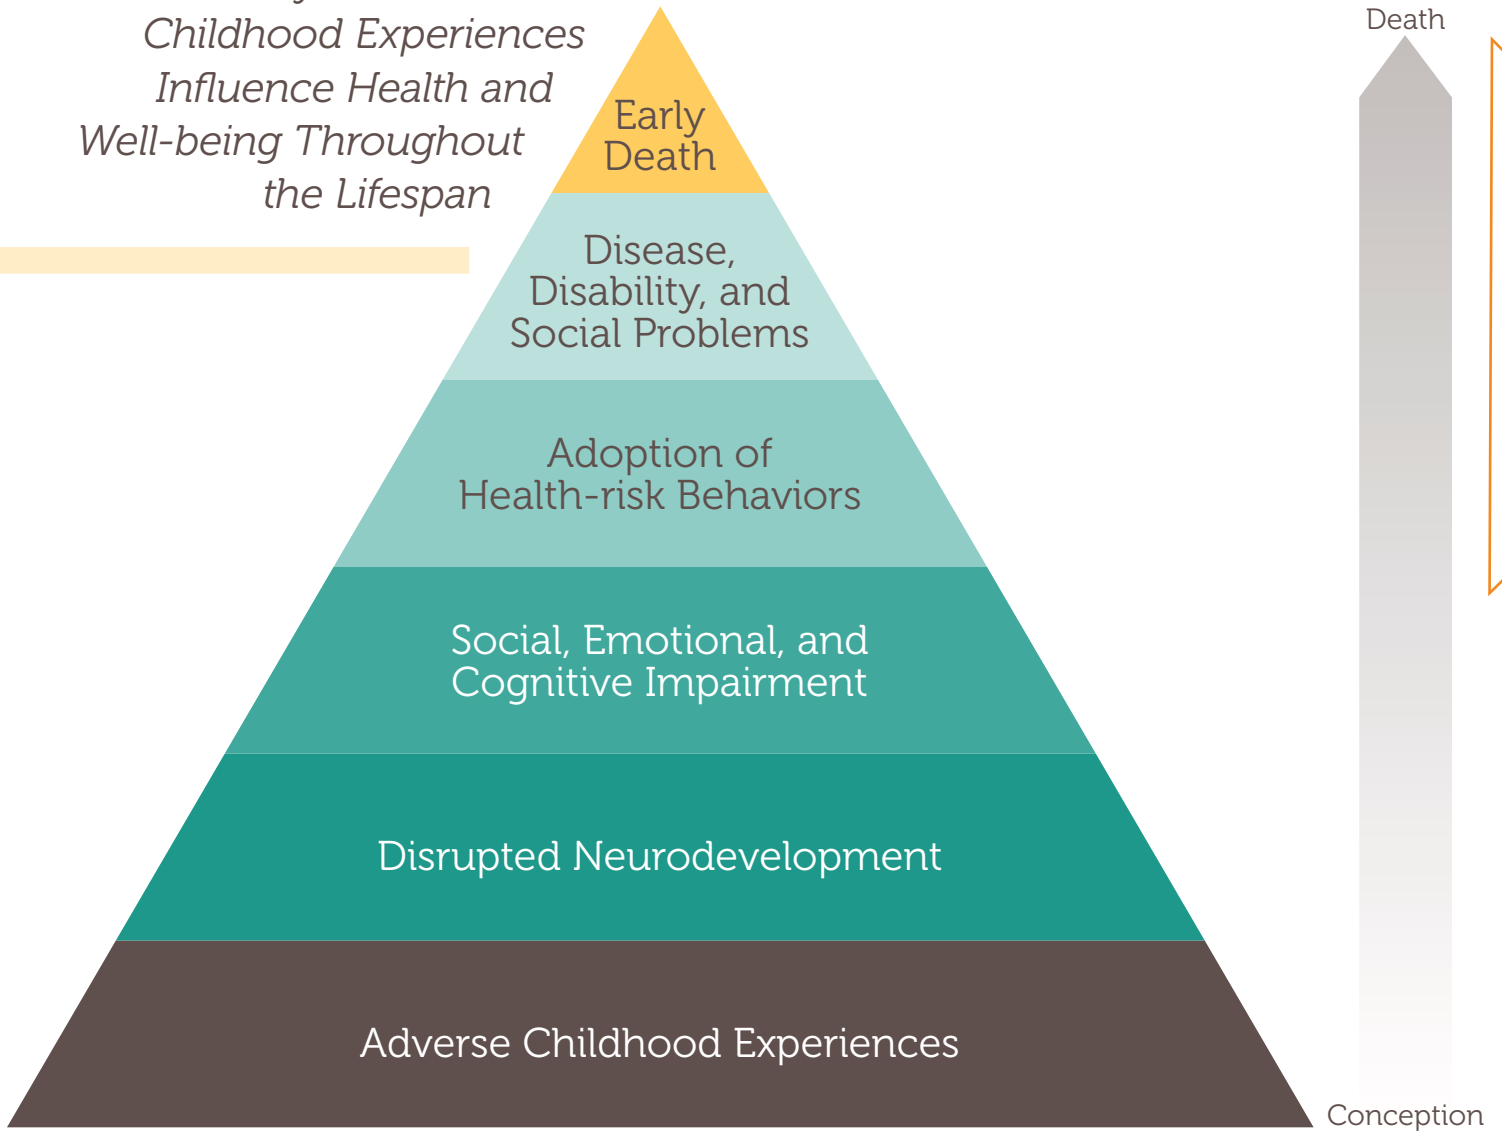 Childhood Experiences
Influence Health and
Well-being Throughout
the Lifespan
Death
Early
Death
Disease,
Disability, and
Social Problems
Adoption of
Health-risk Behaviors
Social, Emotional, and
Cognitive Impairment
Disrupted Neurodevelopment
Adverse Childhood Experiences
Conception